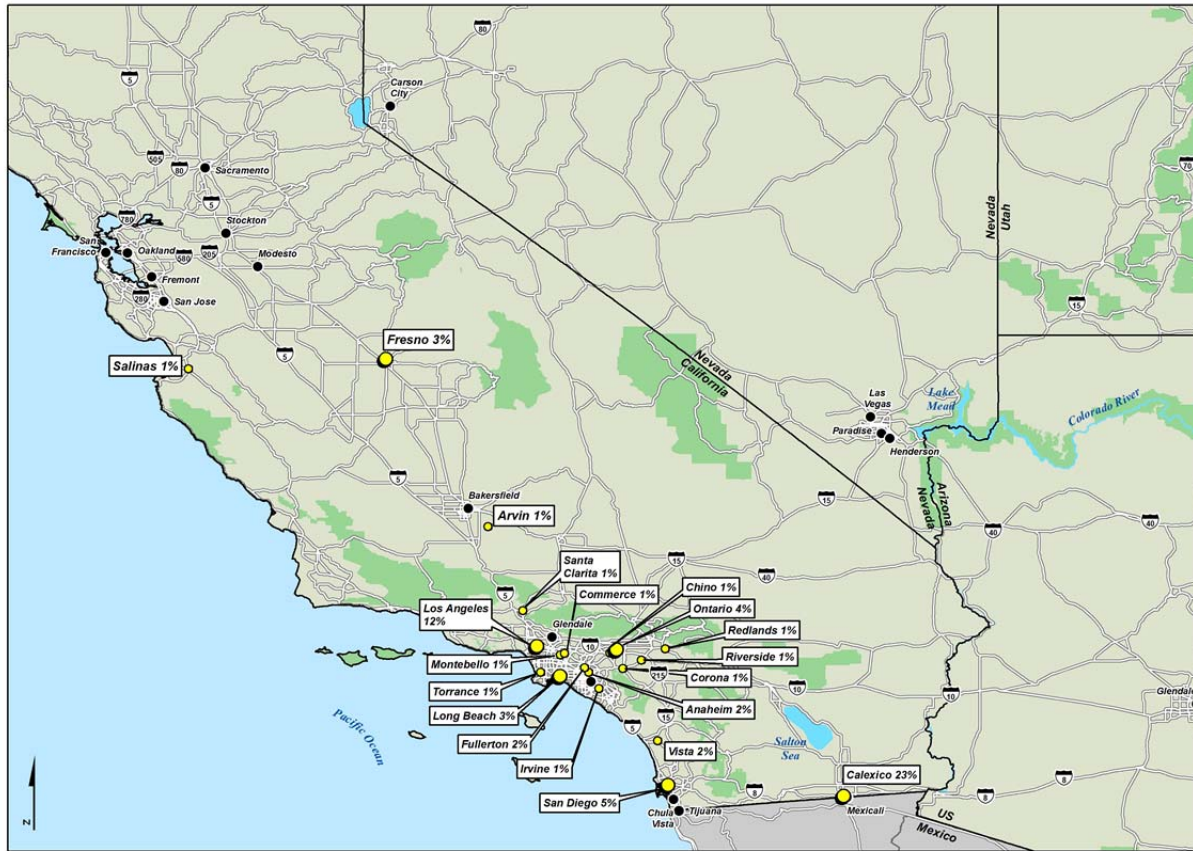 80
5
Carson
City
505
80
Sacramento
5
Stockton
780
San
Francisco
Oakland
580
205
Modesto
Fremont
280
San Jose
Nevada
Utah
70
15
5
Fresno 3%
Salinas 1%
Nevada
California
Las
Vegas
Lake
Mead
Colorado River
Paradise
Henderson
5
15
Bakersfield
Arvin 1%
Nevada
Arizona
40
40
15
40
Santa
Clarita 1%
5
Commerce 1%
Chino 1%
Ontario 4%
Los Angeles
12%
Glendale
10
Redlands 1%
Montebello 1%
Riverside 1%
Torrance 1%
215
Corona 1%
10
10
Glendale
Long Beach 3%
Anaheim 2%
Fullerton 2%
5
15
Pacific Ocean
Irvine 1%
Vista 2%
Salton
Sea
San Diego 5%
Calexico 23%
8
8
8
Chula
Vista
Tijuana
Mexicali
US
Mexico
N